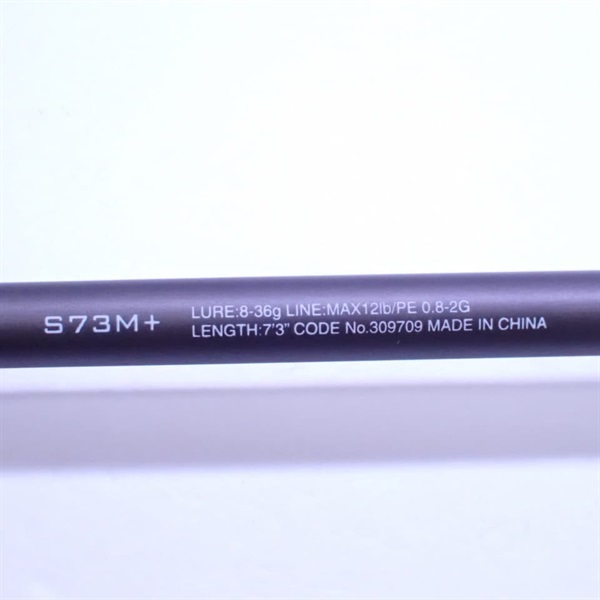 S73M+
LURE:8-36g LINE:MAX12lb/PE 0.8-2G
LENGTH:7'3" CODE No.309709 MADE IN CHINA